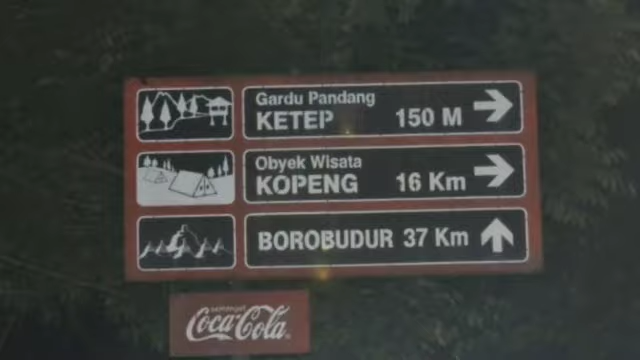 Gardu Pandang
KETEP 150 M
Obyek Wisata
KOPENG 16 Km
BOROBUDUR 37 Km
Coca-Cola